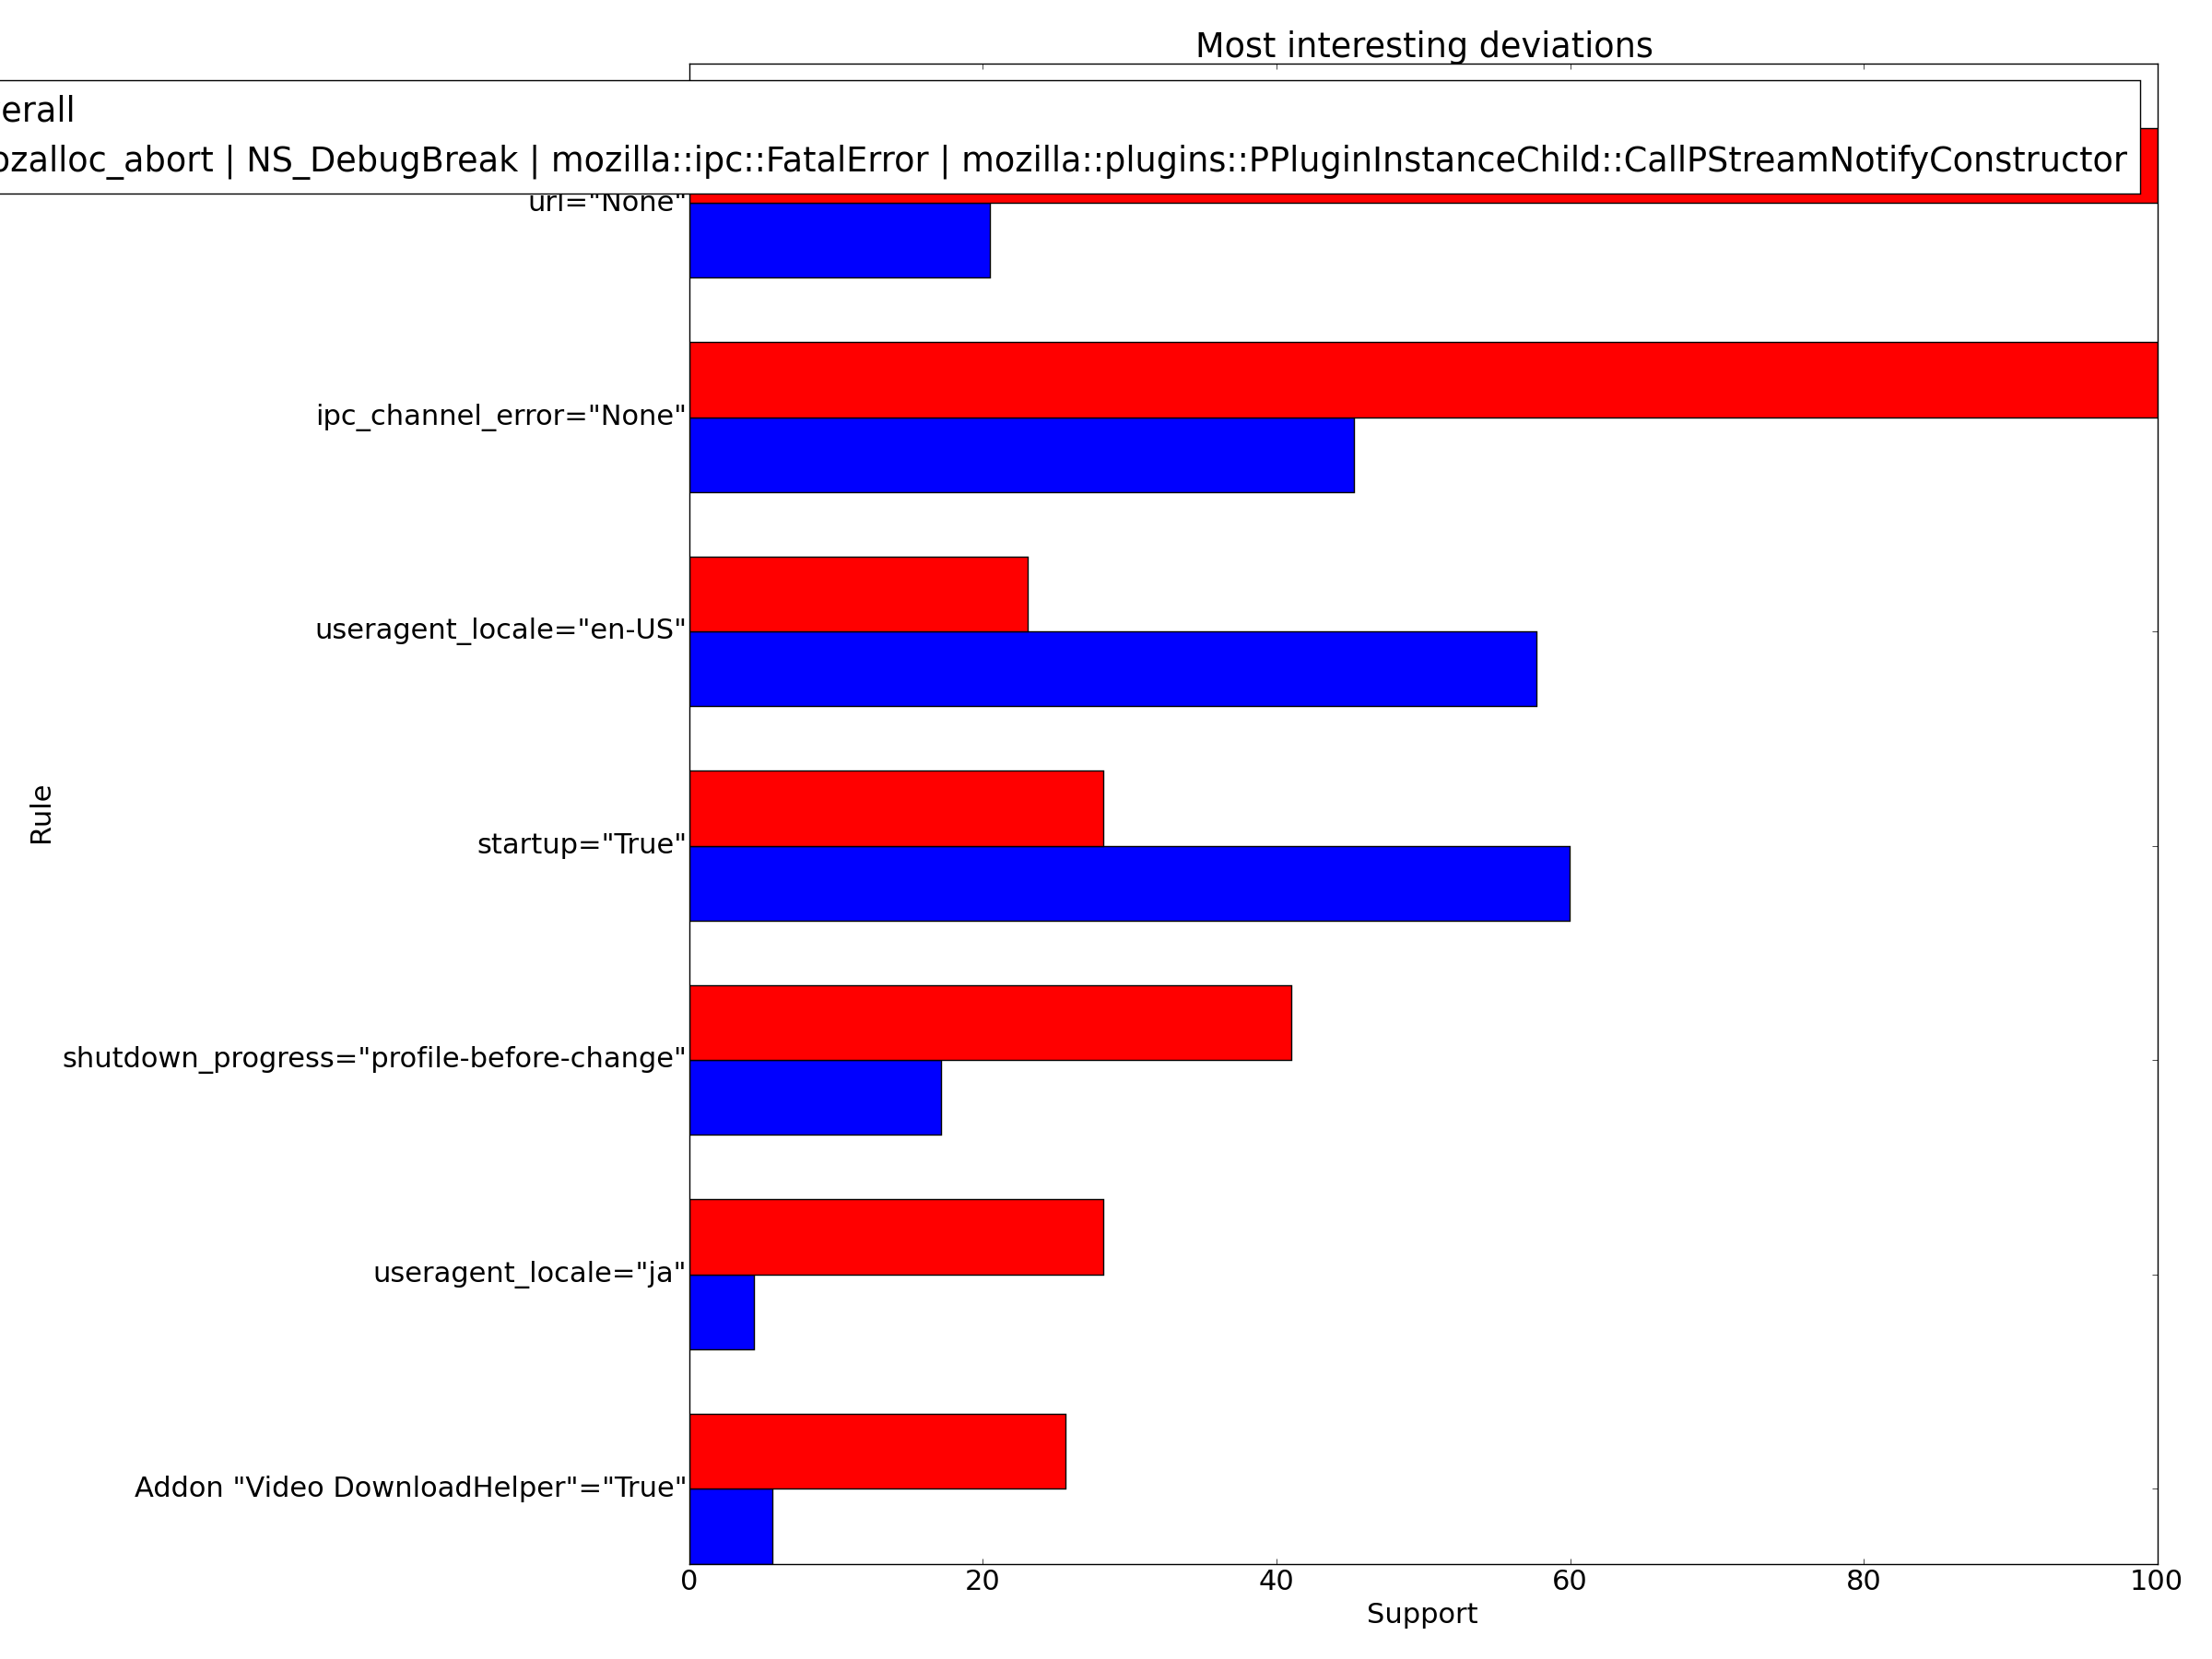 Most interesting deviations
erall
ozalloc_abort | NS_DebugBreak | mozilla::ipc::FatalError | mozilla::plugins::PPluginInstanceChild::CallPStreamNotifyConstructor
url="None"
ipc_channel_error="None"
useragent_locale="en-US"
startup="True"
Rule
shutdown_progress="profile-before-change"
useragent_locale="ja"
Addon "Video DownloadHelper"="True"
0 20 40 60 80 100
Support